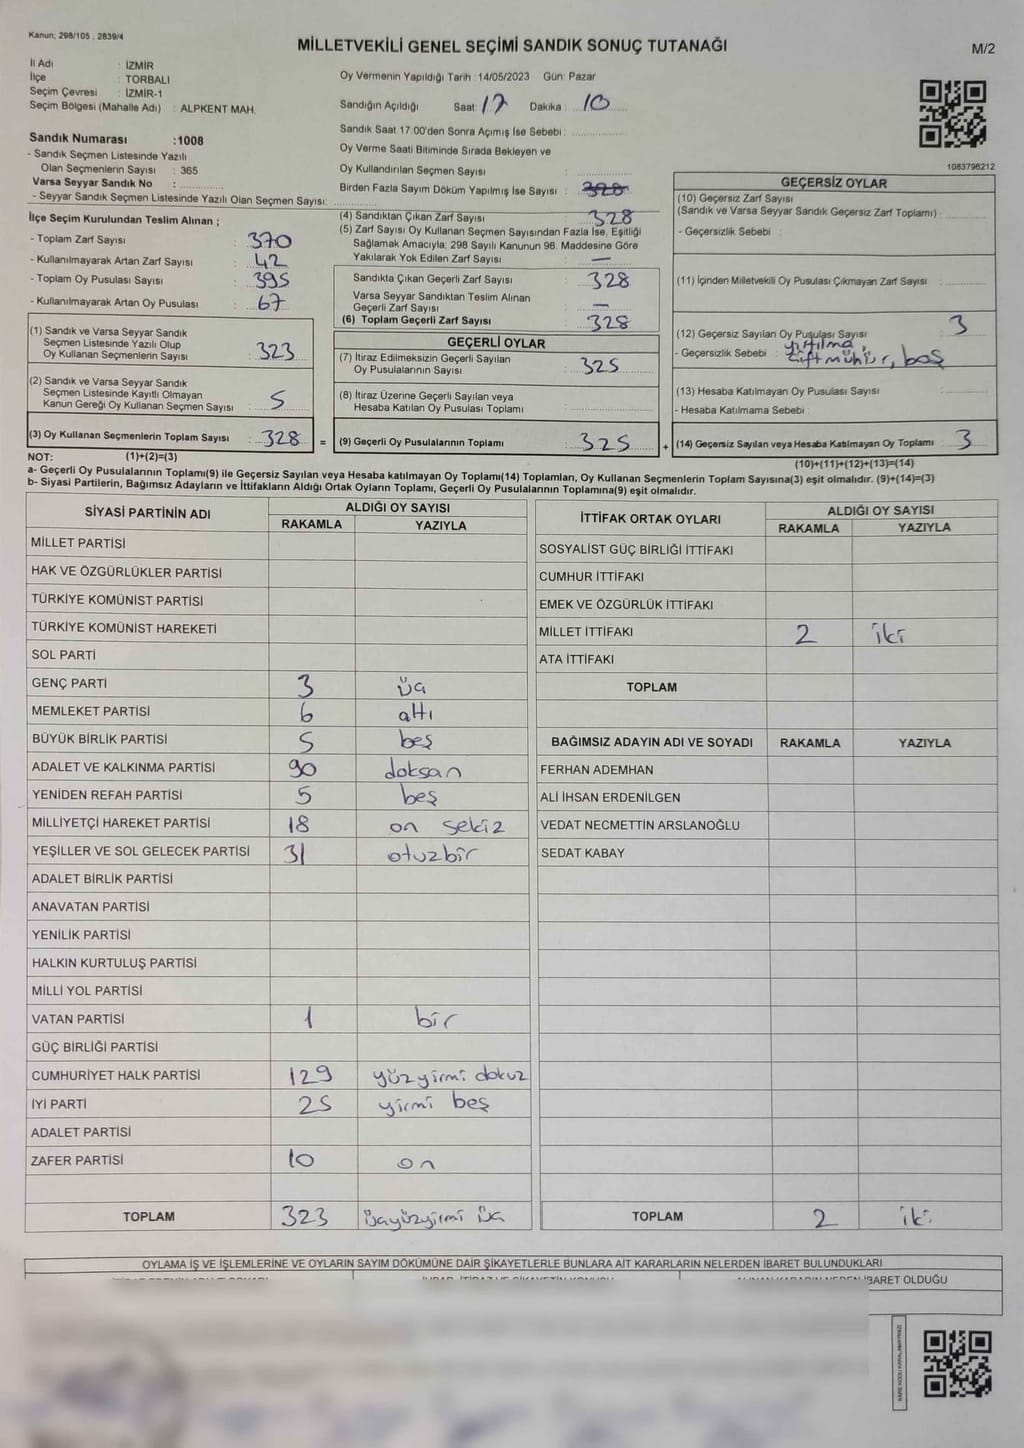 Kanun; 298/105 , 2839/4
MİLLETVEKİLİ GENEL SEÇİMİ SANDIK SONUÇ TUTANAĞI
M/2
İl Adı : İZMİR
İlçe : TORBALI
Seçim Çevresi : İZMİR-1
Seçim Bölgesi (Mahalle Adı) : ALPKENT MAH.
Oy Vermenin Yapıldığı Tarih :14/05/2023 Gün: Pazar
Sandığın Açıldığı Saat 17 Dakika : 10
Sandık Saat 17:00'den Sonra Açımış İse Sebebi :
Oy Verme Saati Bitiminde Sırada Bekleyen ve
Oy Kullandırılan Seçmen Sayısı :
Birden Fazla Sayım Döküm Yapılmış İse Sayısı : 328
Sandık Numarası :1008
- Sandık Seçmen Listesinde Yazılı
Olan Seçmenlerin Sayısı : 365
Varsa Seyyar Sandık No :
- Seyyar Sandık Seçmen Listesinde Yazılı Olan Seçmen Sayısı:
1083796212
İlçe Seçim Kurulundan Teslim Alınan ;
- Toplam Zarf Sayısı : 370
- Kullanılmayarak Artan Zarf Sayısı : 42
- Toplam Oy Pusulası Sayısı : 395
- Kullanılmayarak Artan Oy Pusulası : 67
(1) Sandık ve Varsa Seyyar Sandık
Seçmen Listesinde Yazılı Olup
Oy Kullanan Seçmenlerin Sayısı : 323
(2) Sandık ve Varsa Seyyar Sandık
Seçmen Listesinde Kayıtlı Olmayan
Kanun Gereği Oy Kullanan Seçmen Sayısı : 5
(3) Oy Kullanan Seçmenlerin Toplam Sayısı : 328 =
(4) Sandıktan Çıkan Zarf Sayısı : 328
(5) Zarf Sayısı Oy Kullanan Seçmen Sayısından Fazla İse, Eşitliği
Sağlamak Amacıyla; 298 Sayılı Kanunun 98. Maddesine Göre
Yakılarak Yok Edilen Zarf Sayısı : —
Sandıkta Çıkan Geçerli Zarf Sayısı : 328
Varsa Seyyar Sandıktan Teslim Alınan
Geçerli Zarf Sayısı : —
(6) Toplam Geçerli Zarf Sayısı : 328
GEÇERLİ OYLAR
(7) İtiraz Edilmeksizin Geçerli Sayılan
Oy Pusulalarının Sayısı : 325
(8) İtiraz Üzerine Geçerli Sayılan veya
Hesaba Katılan Oy Pusulası Toplamı :
(9) Geçerli Oy Pusulalarının Toplamı : 325 +
GEÇERSİZ OYLAR
(10) Geçersiz Zarf Sayısı
(Sandık ve Varsa Seyyar Sandık Geçersiz Zarf Toplamı) :
- Geçersizlik Sebebi :
(11) İçinden Milletvekili Oy Pusulası Çıkmayan Zarf Sayısı :
(12) Geçersiz Sayılan Oy Pusulası Sayısı : 3
- Geçersizlik Sebebi : yırtılma,
çift mühür, boş
(13) Hesaba Katılmayan Oy Pusulası Sayısı :
- Hesaba Katılmama Sebebi :
(14) Geçersiz Sayılan veya Hesaba Katılmayan Oy Toplamı : 3
NOT: (1)+(2)=(3)
(10)+(11)+(12)+(13)=(14)
a- Geçerli Oy Pusulalarının Toplamı(9) ile Geçersiz Sayılan veya Hesaba katılmayan Oy Toplamı(14) Toplamları, Oy Kullanan Seçmenlerin Toplam Sayısına(3) eşit olmalıdır. (9)+(14)=(3)
b- Siyasi Partilerin, Bağımsız Adayların ve İttifakların Aldığı Ortak Oyların Toplamı, Geçerli Oy Pusulalarının Toplamına(9) eşit olmalıdır.
SİYASİ PARTİNİN ADI ALDIĞI OY SAYISI
RAKAMLA YAZIYLA
MİLLET PARTİSİ
HAK VE ÖZGÜRLÜKLER PARTİSİ
TÜRKİYE KOMÜNİST PARTİSİ
TÜRKİYE KOMÜNİST HAREKETİ
SOL PARTİ
GENÇ PARTİ 3 üç
MEMLEKET PARTİSİ 6 altı
BÜYÜK BİRLİK PARTİSİ 5 beş
ADALET VE KALKINMA PARTİSİ 90 doksan
YENİDEN REFAH PARTİSİ 5 beş
MİLLİYETÇİ HAREKET PARTİSİ 18 on sekiz
YEŞİLLER VE SOL GELECEK PARTİSİ 31 otuzbir
ADALET BİRLİK PARTİSİ
ANAVATAN PARTİSİ
YENİLİK PARTİSİ
HALKIN KURTULUŞ PARTİSİ
MİLLİ YOL PARTİSİ
VATAN PARTİSİ 1 bir
GÜÇ BİRLİĞİ PARTİSİ
CUMHURİYET HALK PARTİSİ 129 yüzyirmi dokuz
İYİ PARTİ 25 yirmi beş
ADALET PARTİSİ
ZAFER PARTİSİ 10 on
TOPLAM 323 üçyüzyirmi üç
İTTİFAK ORTAK OYLARI ALDIĞI OY SAYISI
RAKAMLA YAZIYLA
SOSYALİST GÜÇ BİRLİĞİ İTTİFAKI
CUMHUR İTTİFAKI
EMEK VE ÖZGÜRLÜK İTTİFAKI
MİLLET İTTİFAKI 2 iki
ATA İTTİFAKI
TOPLAM
BAĞIMSIZ ADAYIN ADI VE SOYADI RAKAMLA YAZIYLA
FERHAN ADEMHAN
ALİ İHSAN ERDENİLGEN
VEDAT NECMETTİN ARSLANOĞLU
SEDAT KABAY
TOPLAM 2 iki
OYLAMA İŞ VE İŞLEMLERİNE VE OYLARIN SAYIM DÖKÜMÜNE DAİR ŞİKAYETLERLE BUNLARA AİT KARARLARIN NELERDEN İBARET BULUNDUKLARI
İBARET OLDUĞU